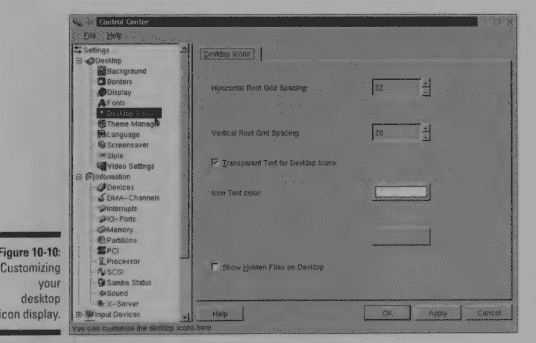 Control Center
File Help
Settings
Desktop
Background
Borders
Display
Fonts
Desktop Icons
Theme Manager
Language
Screensaver
Style
Video Settings
Information
Devices
DMA-Channels
Interrupts
IO-Ports
Memory
Partitions
PCI
Processor
SCSI
Samba Status
Sound
X-Server
Input Devices
Desktop Icons
Horizontal Root Grid Spacing:
22
Vertical Root Grid Spacing:
20
Transparent Text for Desktop Icons.
Icon Text color:
Show Hidden Files on Desktop
Help
OK
Apply
Cancel
You can customize the desktop icons here
Figure 10-10:
Customizing
your
desktop
icon display.